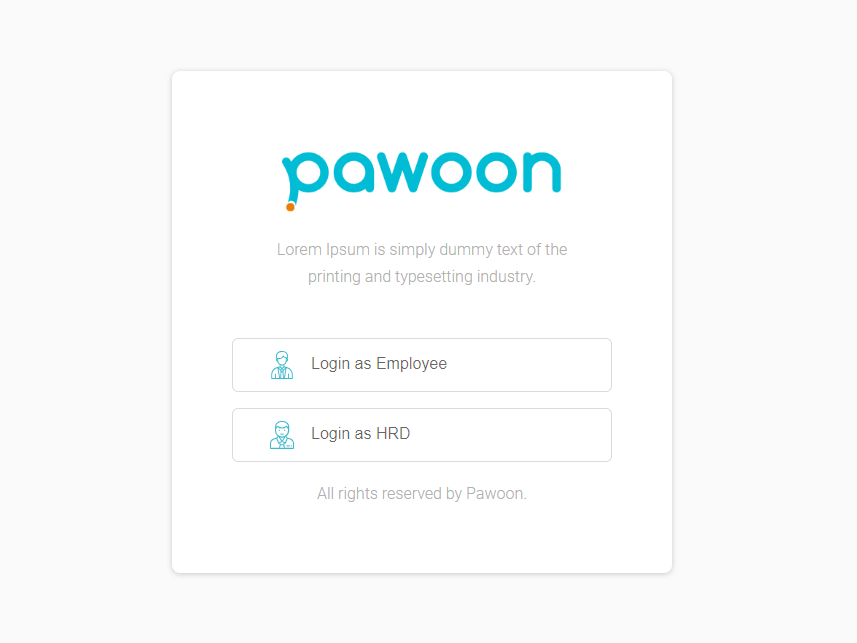 pawoon
Lorem Ipsum is simply dummy text of the
printing and typesetting industry.
Login as Employee
Login as HRD
All rights reserved by Pawoon.